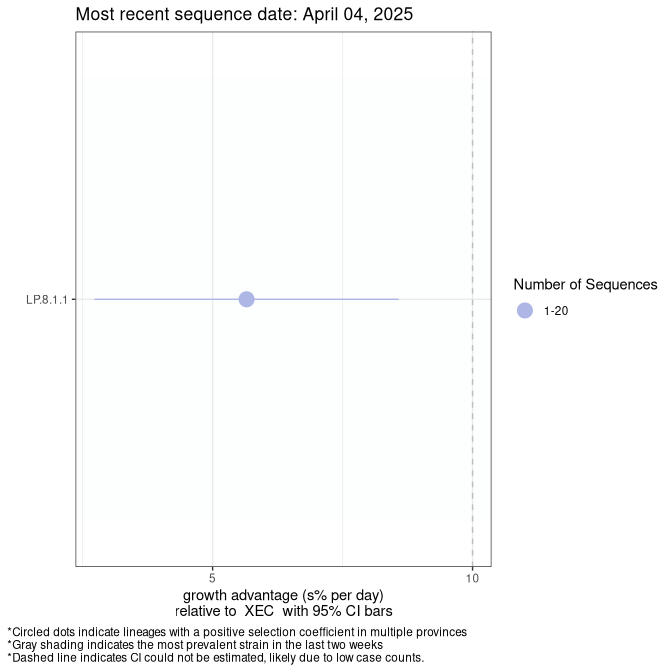 Most recent sequence date: April 04, 2025
LP.8.1.1
Number of Sequences
1-20
5
10
growth advantage (s% per day)
relative to XEC with 95% CI bars
*Circled dots indicate lineages with a positive selection coefficient in multiple provinces
*Gray shading indicates the most prevalent strain in the last two weeks
*Dashed line indicates CI could not be estimated, likely due to low case counts.